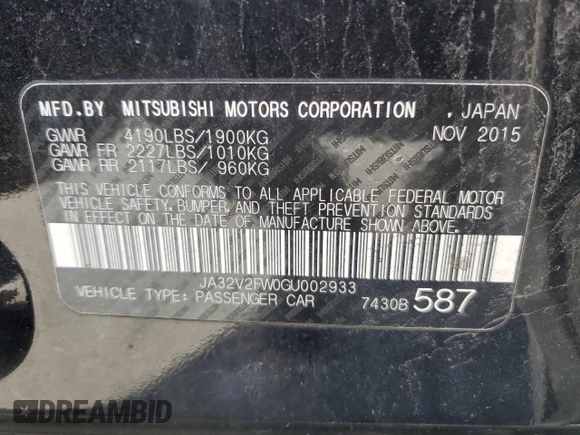 MFD.BY MITSUBISHI MOTORS CORPORATION , JAPAN
GVWR 4190LBS/1900KG NOV 2015
GAWR FR 2227LBS/1010KG
GAWR RR 2117LBS/ 960KG
THIS VEHICLE CONFORMS TO ALL APPLICABLE FEDERAL MOTOR
VEHICLE SAFETY, BUMPER, AND THEFT PREVENTION STANDARDS
IN EFFECT ON THE DATE OF MANUFACTURE SHOWN ABOVE.
JA32V2FW0GU002933
VEHICLE TYPE: PASSENGER CAR 7430B 587
DREAMBID